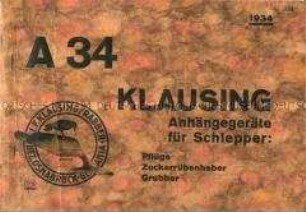 1934
A 34
KLAUSING
Anhängegeräte
für Schlepper:
Pflüge
Zuckerrübenheber
Grubber